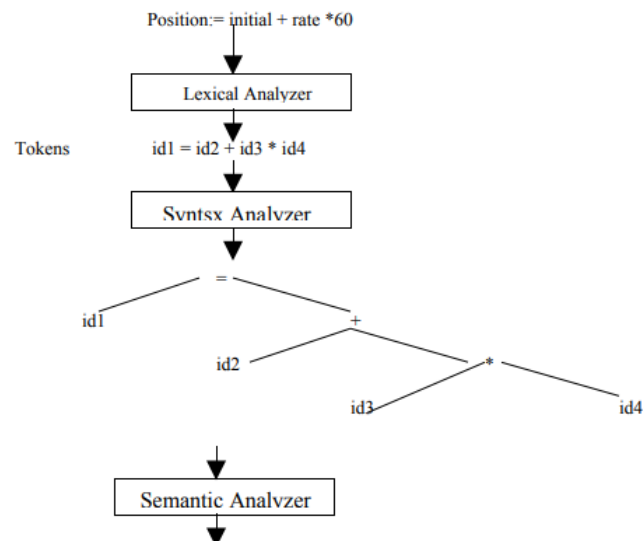 Position:= initial + rate *60
Lexical Analyzer
Tokens id1 = id2 + id3 * id4
Syntsx Analyzer
=
id1
+
id2
*
id3
id4
Semantic Analyzer